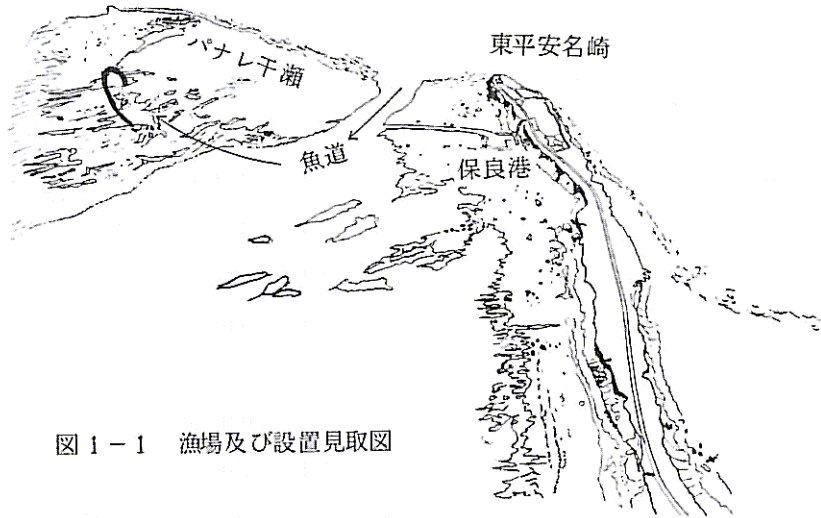 東平安名崎
パナレ干瀬
魚道
保良港
図 1－1　漁場及び設置見取図